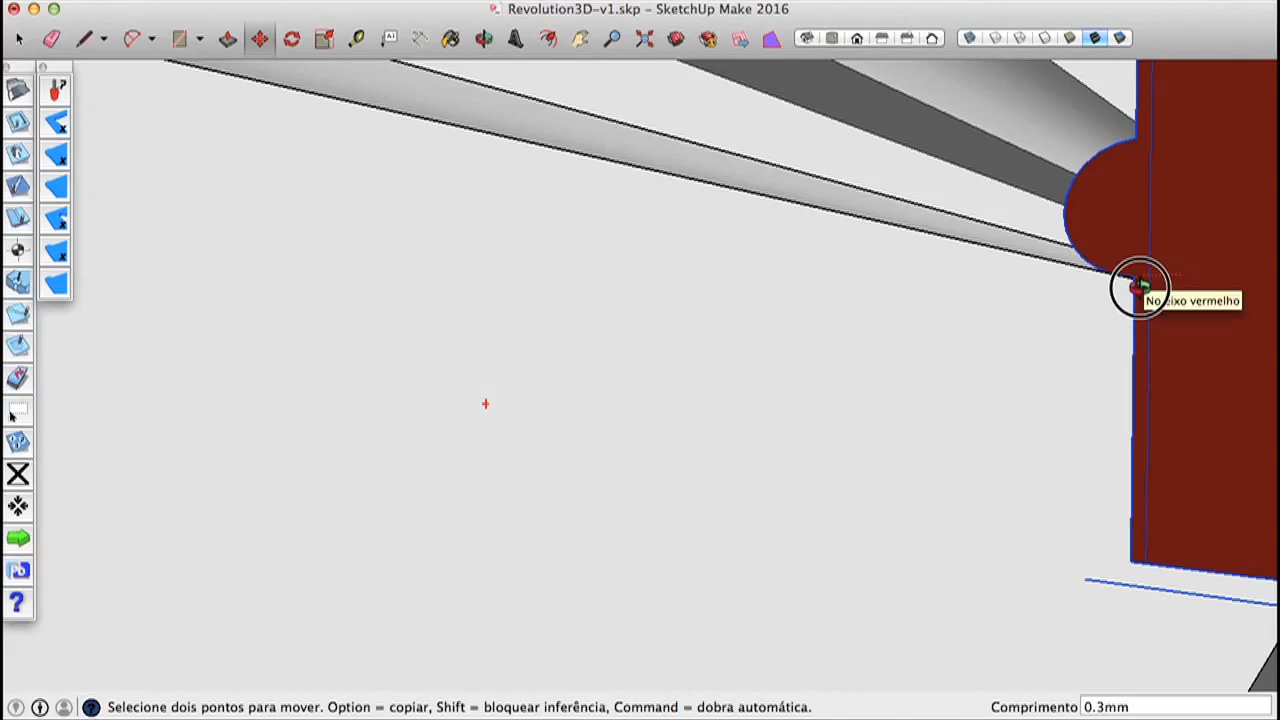 Revolution3D-v1.skp - SketchUp Make 2016
A1
No eixo vermelho
Selecione dois pontos para mover. Option = copiar, Shift = bloquear inferência, Command = dobra automática.
Comprimento 0.3mm